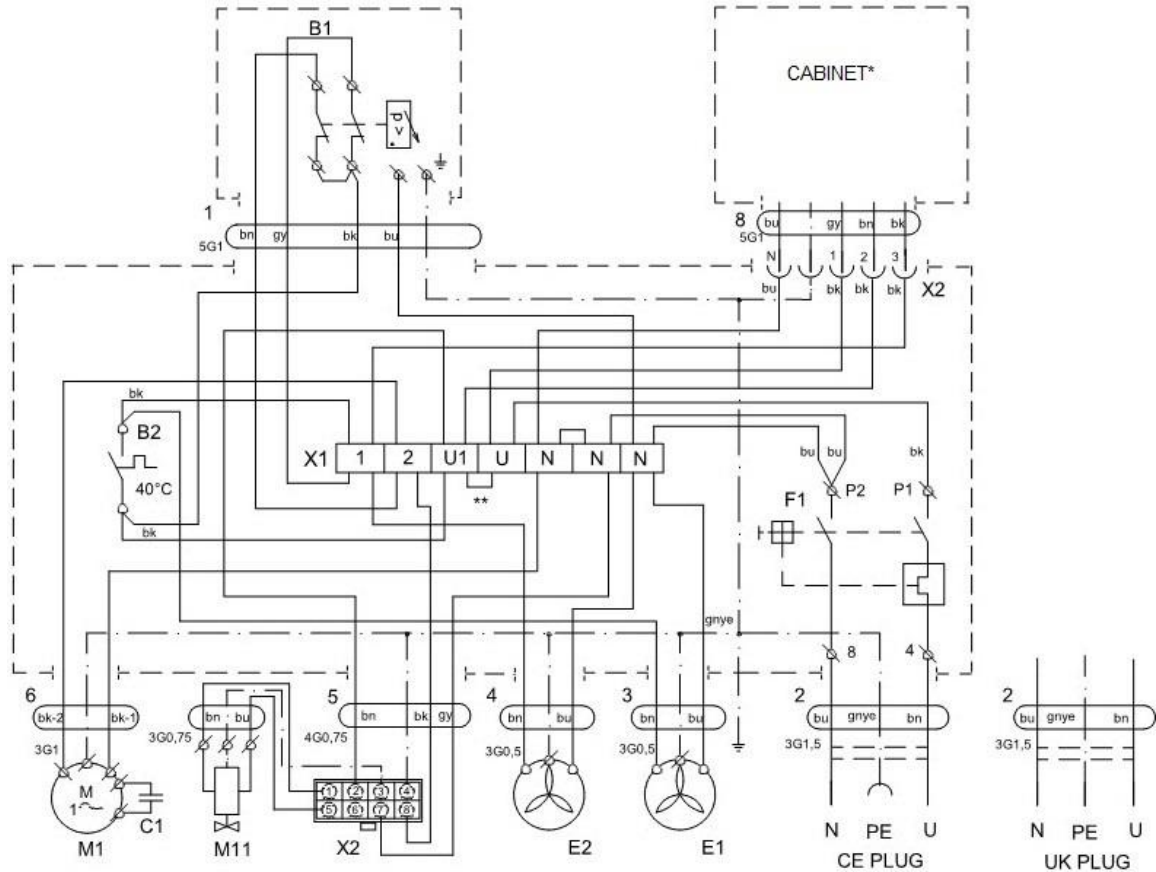 B1
CABINET*
p <
1
5G1
bn gy bk bu
8
5G1
bu gy bn bk
N 1 2 3
bu bk bk bk
X2
bk
B2
40°C
bk
X1 1 2 U1 U N N N
**
bu bu bk
P2 P1
F1
gnye
8 4
6
bk-2 bk-1
3G1
bn bu
3G0,75
5
bn bk gy
4G0,75
4
bn bu
3G0,5
3
bn bu
3G0,5
2
bu gnye bn
3G1,5
2
bu gnye bn
3G1,5
M
1~
C1
M1
M11
1 2 3 4
5 6 7 8
X2
E2
E1
N PE U
CE PLUG
N PE U
UK PLUG